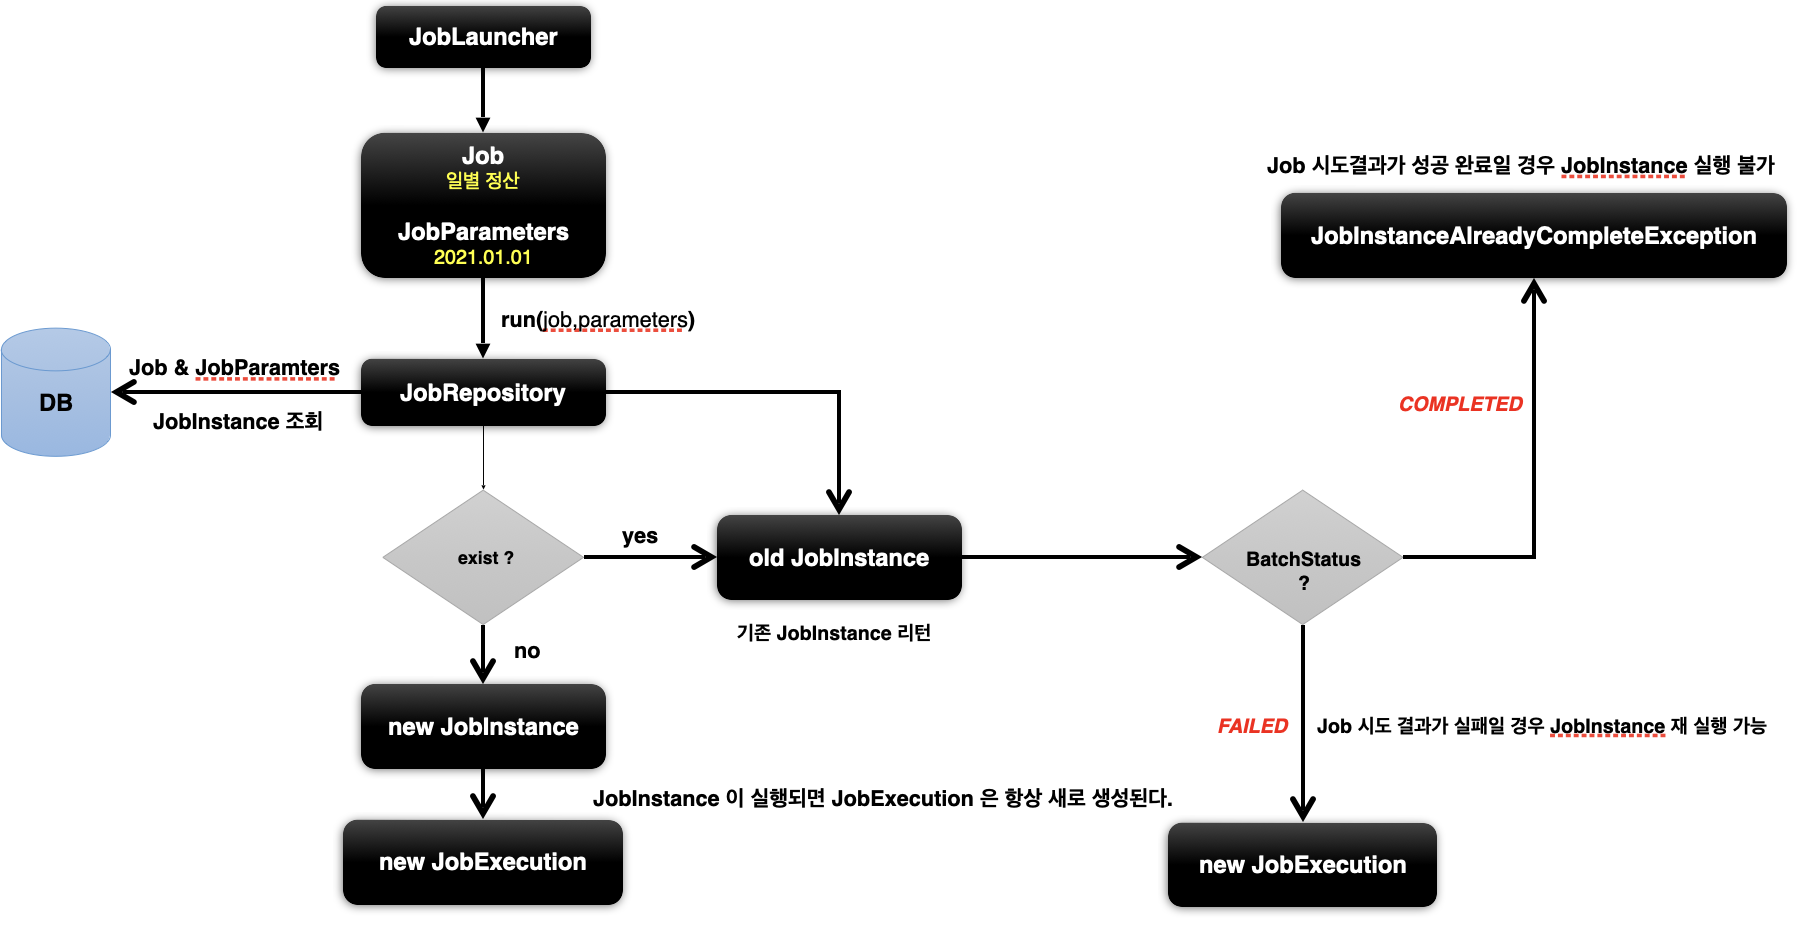 JobLauncher
Job
일별 정산
JobParameters
2021.01.01
run(job,parameters)
Job & JobParamters
JobRepository
DB
JobInstance 조회
exist ?
yes
old JobInstance
기존 JobInstance 리턴
no
new JobInstance
JobInstance 이 실행되면 JobExecution 은 항상 새로 생성된다.
new JobExecution
Job 시도결과가 성공 완료일 경우 JobInstance 실행 불가
JobInstanceAlreadyCompleteException
COMPLETED
BatchStatus
?
FAILED
Job 시도 결과가 실패일 경우 JobInstance 재 실행 가능
new JobExecution